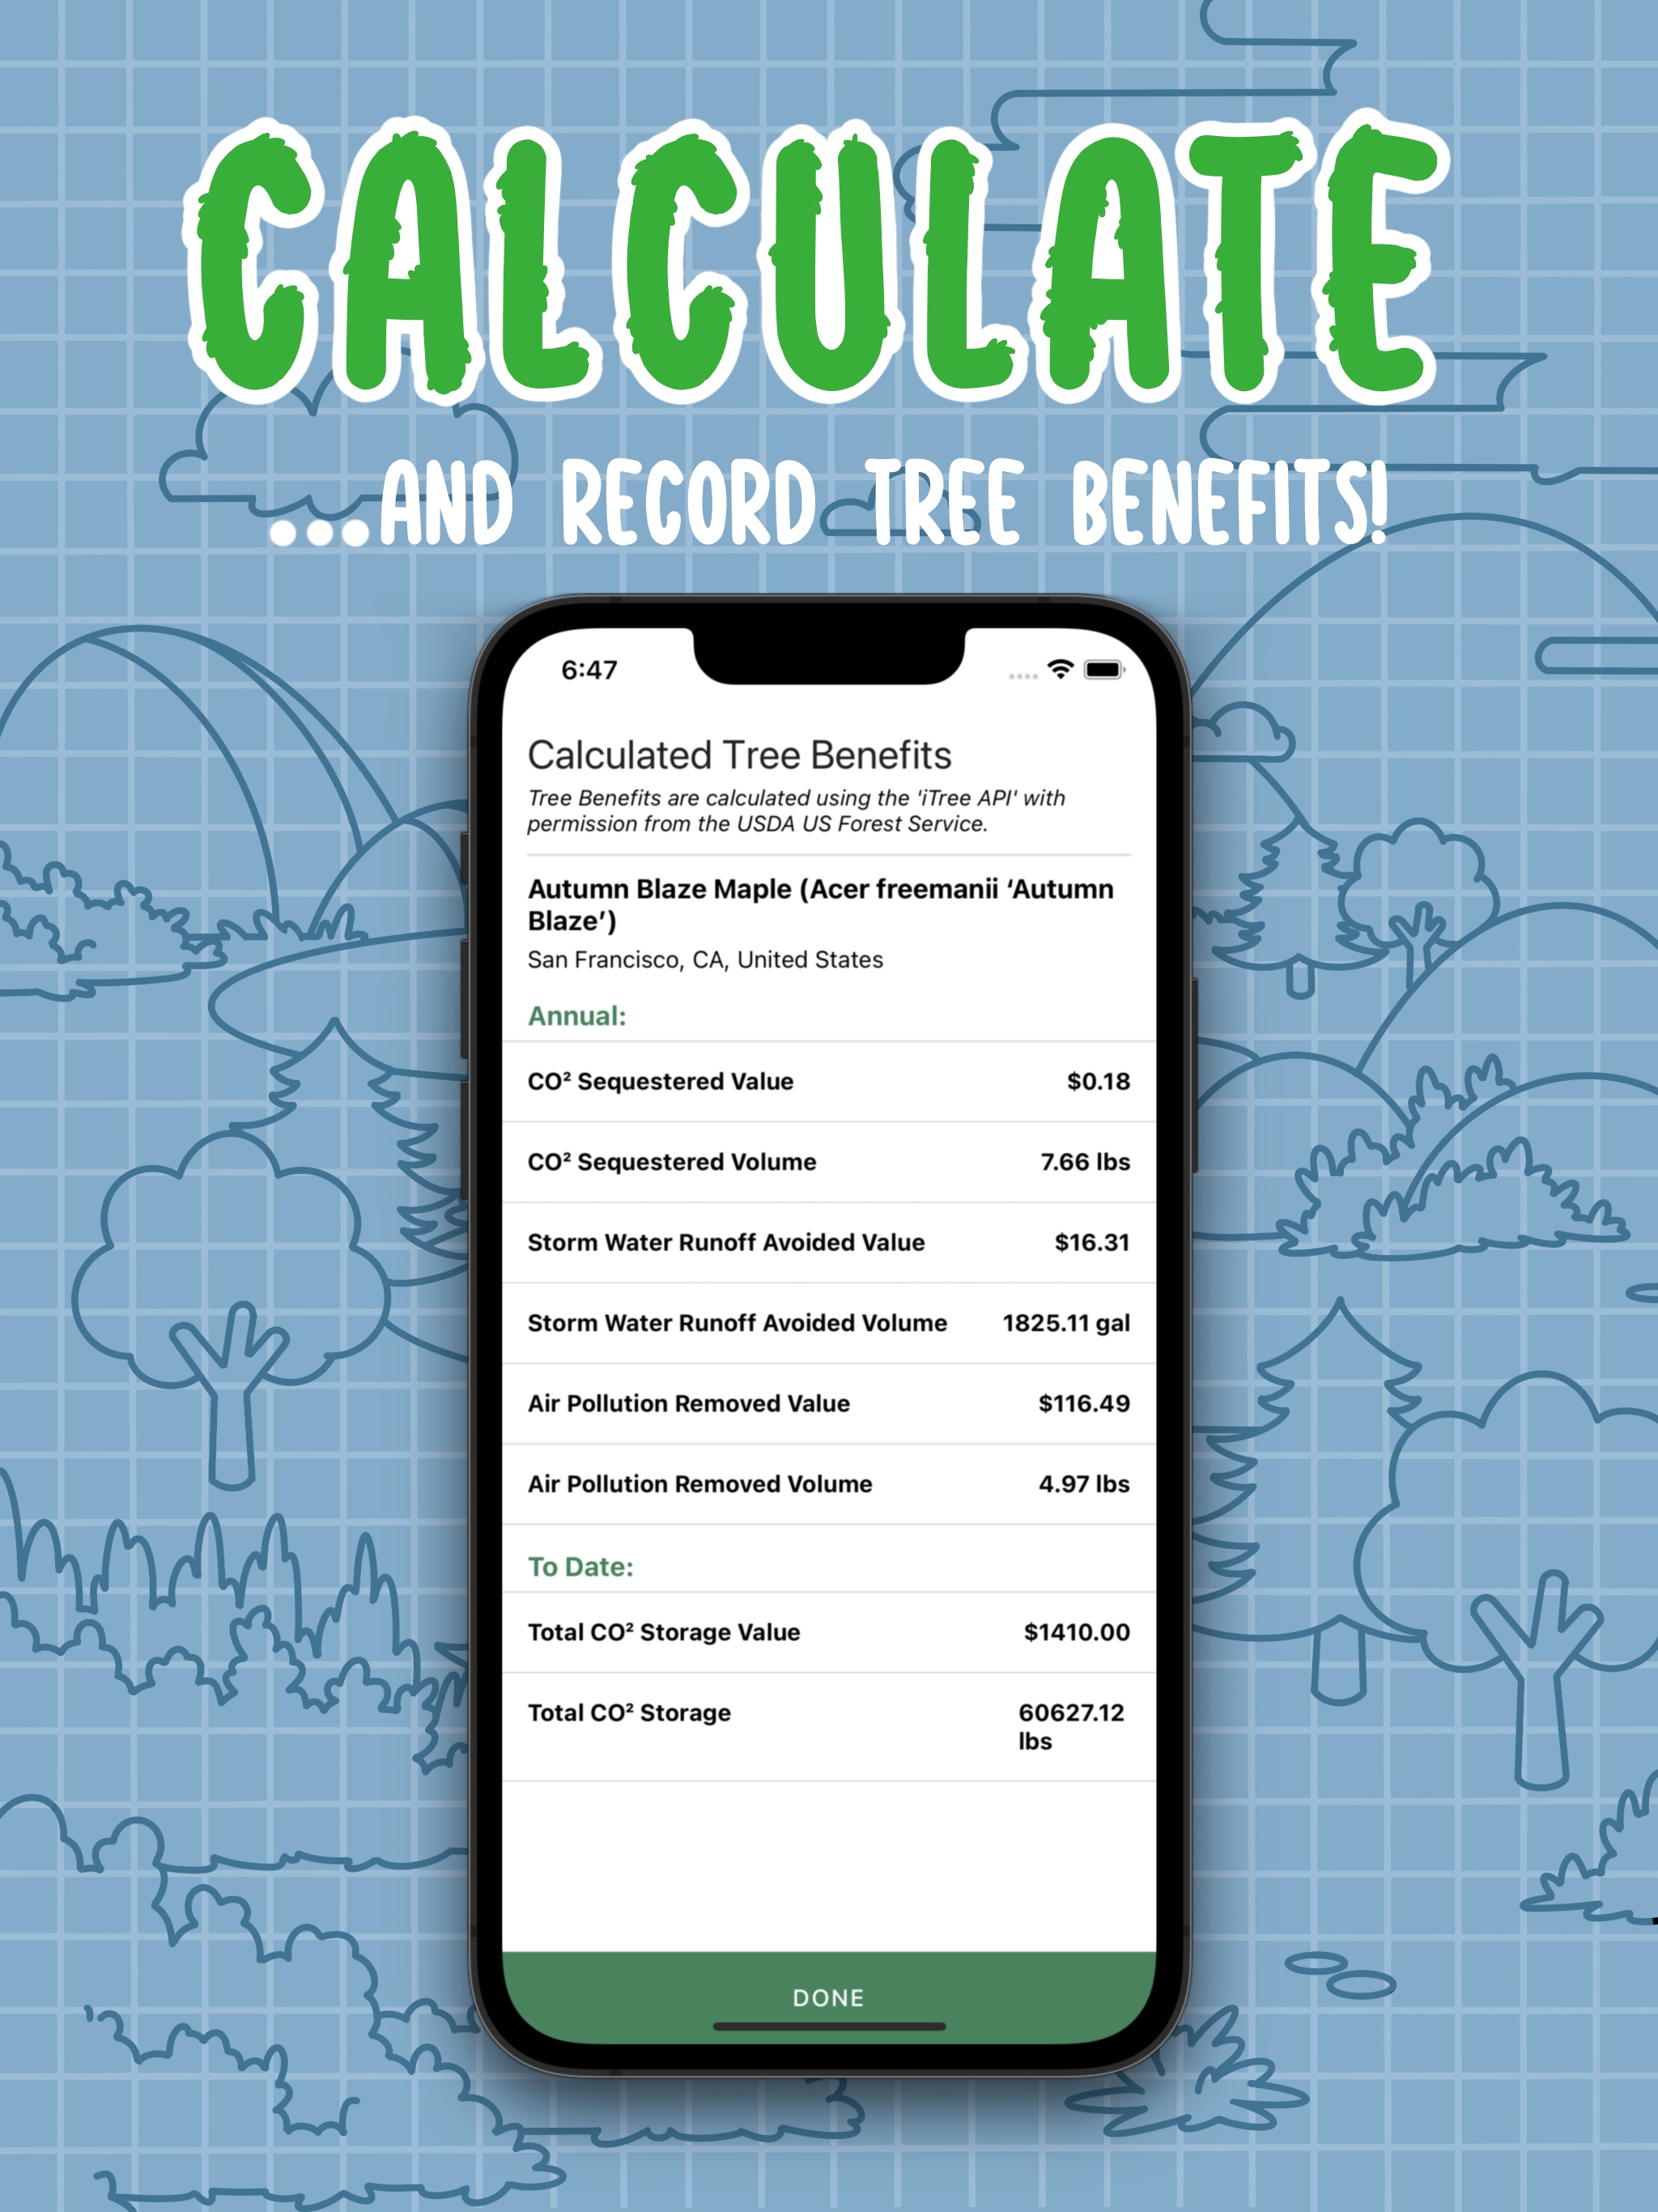 CALCULATE
...AND RECORD TREE BENEFITS!
6:47
Calculated Tree Benefits
Tree Benefits are calculated using the 'iTree API' with
permission from the USDA US Forest Service.
Autumn Blaze Maple (Acer freemanii ‘Autumn
Blaze’)
San Francisco, CA, United States
Annual:
CO² Sequestered Value $0.18
CO² Sequestered Volume 7.66 lbs
Storm Water Runoff Avoided Value $16.31
Storm Water Runoff Avoided Volume 1825.11 gal
Air Pollution Removed Value $116.49
Air Pollution Removed Volume 4.97 lbs
To Date:
Total CO² Storage Value $1410.00
Total CO² Storage 60627.12
lbs
DONE